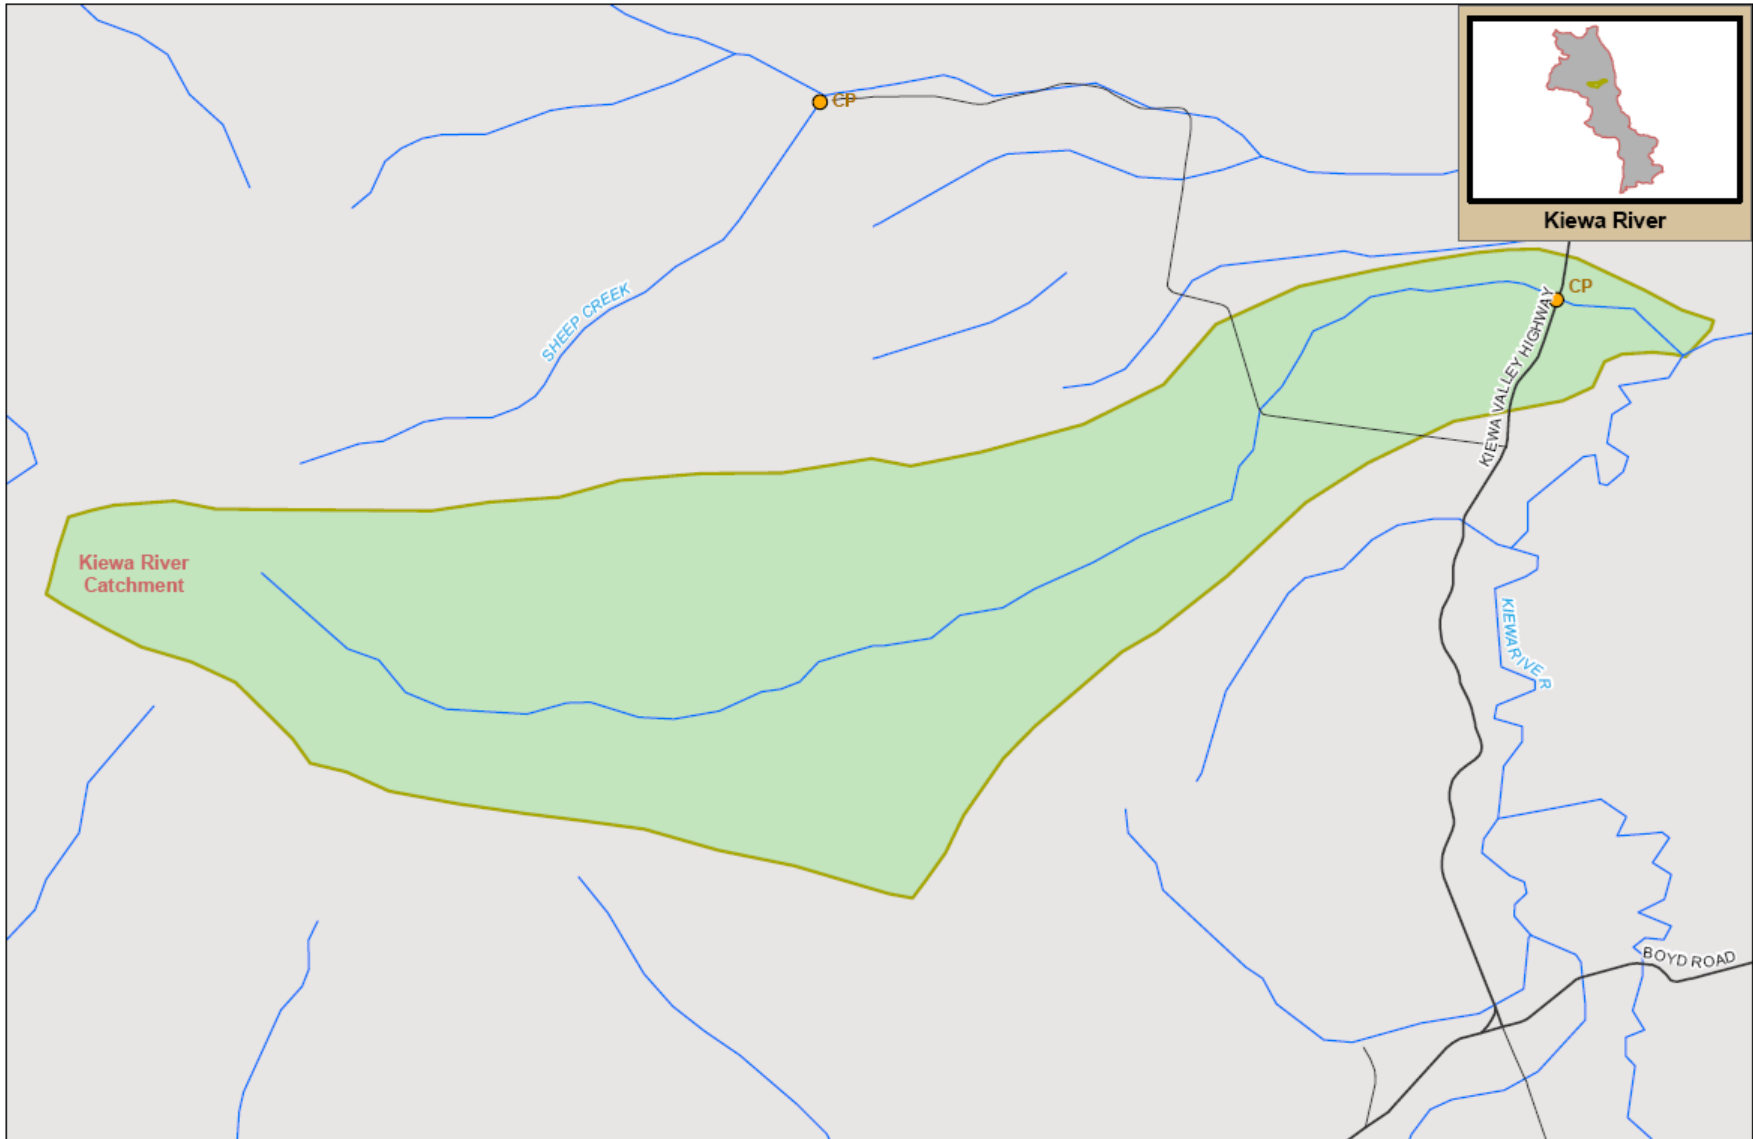 CP
Kiewa River
SHEEP CREEK
CP
KIEWA VALLEY HIGHWAY
Kiewa River
Catchment
KIEWA RIVER
BOYD ROAD